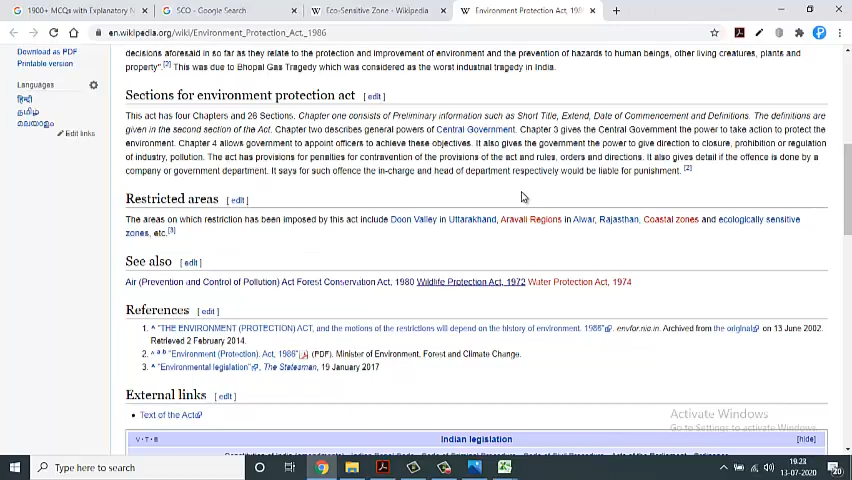 1900+ MCQs with Explanatory N
SCO - Google Search
Eco-Sensitive Zone - Wikipedia
Environment Protection Act, 198
en.wikipedia.org/wiki/Environment_Protection_Act,_1986
Download as PDF
Printable version
Languages
हिन्दी
தமிழ்
മലയാളം
Edit links
decisions aforesaid in so far as they relate to the protection and improvement of environment and the prevention of hazards to human beings, other living creatures, plants and
property".[2] This was due to Bhopal Gas Tragedy which was considered as the worst industrial tragedy in India.
Sections for environment protection act [ edit ]
This act has four Chapters and 26 Sections. Chapter one consists of Preliminary information such as Short Title, Extend, Date of Commencement and Definitions. The definitions are
given in the second section of the Act. Chapter two describes general powers of Central Government. Chapter 3 gives the Central Government the power to take action to protect the
environment. Chapter 4 allows government to appoint officers to achieve these objectives. It also gives the government the power to give direction to closure, prohibition or regulation
of industry, pollution. The act has provisions for penalties for contravention of the provisions of the act and rules, orders and directions. It also gives detail if the offence is done by a
company or government department. It says for such offence the in-charge and head of department respectively would be liable for punishment. [2]
Restricted areas [ edit ]
The areas on which restriction has been imposed by this act include Doon Valley in Uttarakhand, Aravali Regions in Alwar, Rajasthan, Coastal zones and ecologically sensitive
zones, etc.[3]
See also [ edit ]
Air (Prevention and Control of Pollution) Act Forest Conservation Act, 1980 Wildlife Protection Act, 1972 Water Protection Act, 1974
References [ edit ]
1. ^ "THE ENVIRONMENT (PROTECTION) ACT, and the motions of the restrictions will depend on the history of environment. 1986". envfor.nic.in. Archived from the original on 13 June 2002.
Retrieved 2 February 2014.
2. ^ a b "Environment (Protection), Act, 1986" (PDF). Minister of Environment, Forest and Climate Change.
3. ^ "Environmental legislation". The Statesman, 19 January 2017
External links [ edit ]
• Text of the Act
Activate Windows
Go to Settings to activate Windows.
V · T · E
Indian legislation
[hide]
Type here to search
19.23
13-07-2020
20